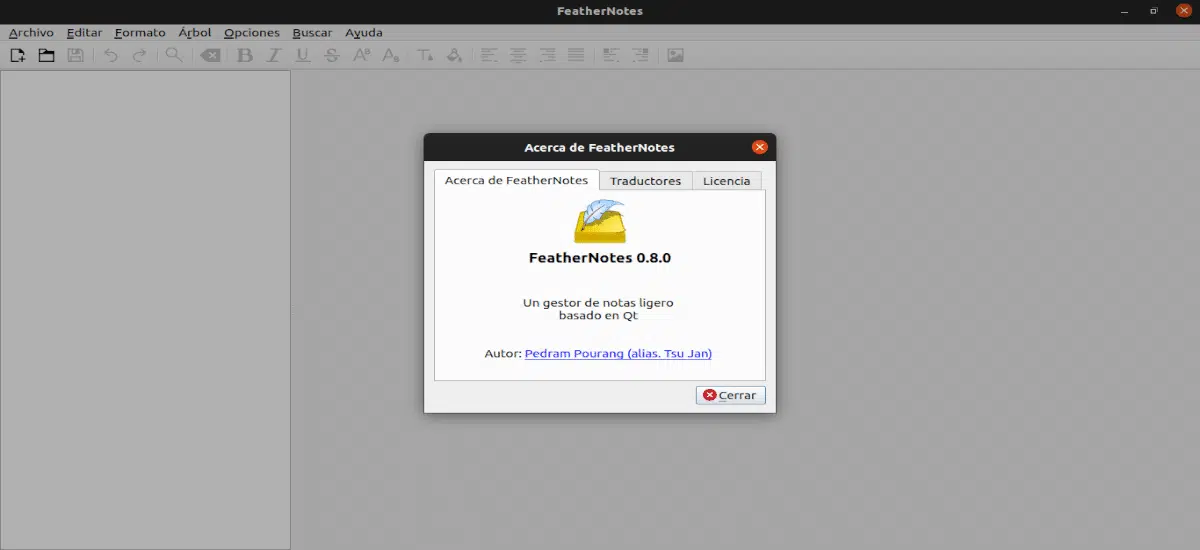 FeatherNotes
Archivo Editar Formato Árbol Opciones Buscar Ayuda
Acerca de FeatherNotes
Acerca de FeatherNotes Traductores Licencia
FeatherNotes 0.8.0
Un gestor de notas ligero
basado en Qt
Autor: Pedram Pourang (alias. Tsu Jan)
Cerrar